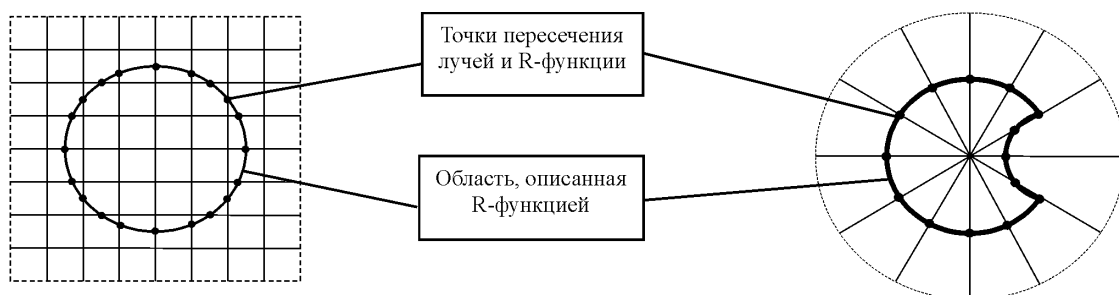 Точки пересечения
лучей и R-функции
Область, описанная
R-функцией